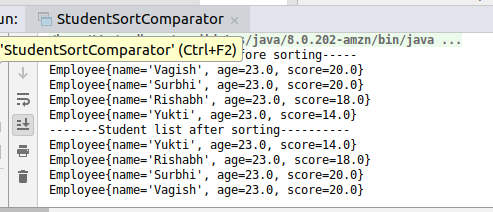 un: StudentSortComparator ×
/java/8.0.202-amzn/bin/java ...
'StudentSortComparator' (Ctrl+F2)
fore sorting-----
Employee{name='Vagish', age=23.0, score=20.0}
Employee{name='Surbhi', age=23.0, score=20.0}
Employee{name='Rishabh', age=23.0, score=18.0}
Employee{name='Yukti', age=23.0, score=14.0}
-------Student list after sorting----------
Employee{name='Yukti', age=23.0, score=14.0}
Employee{name='Rishabh', age=23.0, score=18.0}
Employee{name='Surbhi', age=23.0, score=20.0}
Employee{name='Vagish', age=23.0, score=20.0}